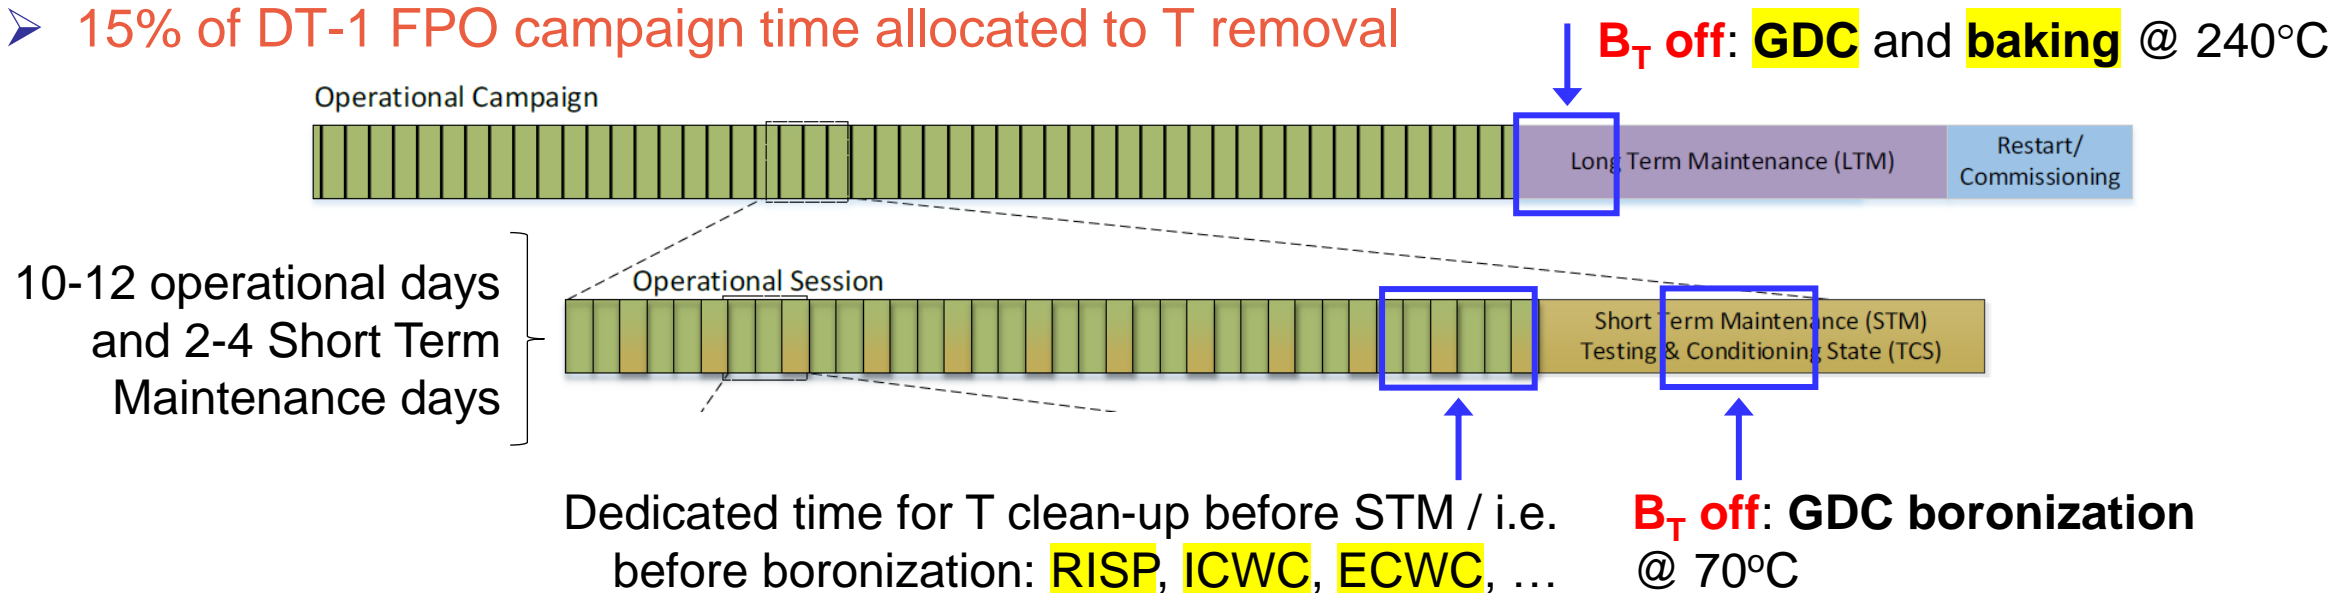 ➢ 15% of DT-1 FPO campaign time allocated to T removal
B_T off: GDC and baking @ 240°C
Operational Campaign
Long Term Maintenance (LTM)
Restart/
Commissioning
10-12 operational days
and 2-4 Short Term
Maintenance days
Operational Session
Short Term Maintenance (STM)
Testing & Conditioning State (TCS)
Dedicated time for T clean-up before STM / i.e.
before boronization: RISP, ICWC, ECWC, …
B_T off: GDC boronization
@ 70°C